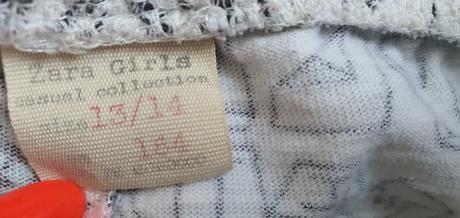 Zara Girls
casual collection
size 13/14
164